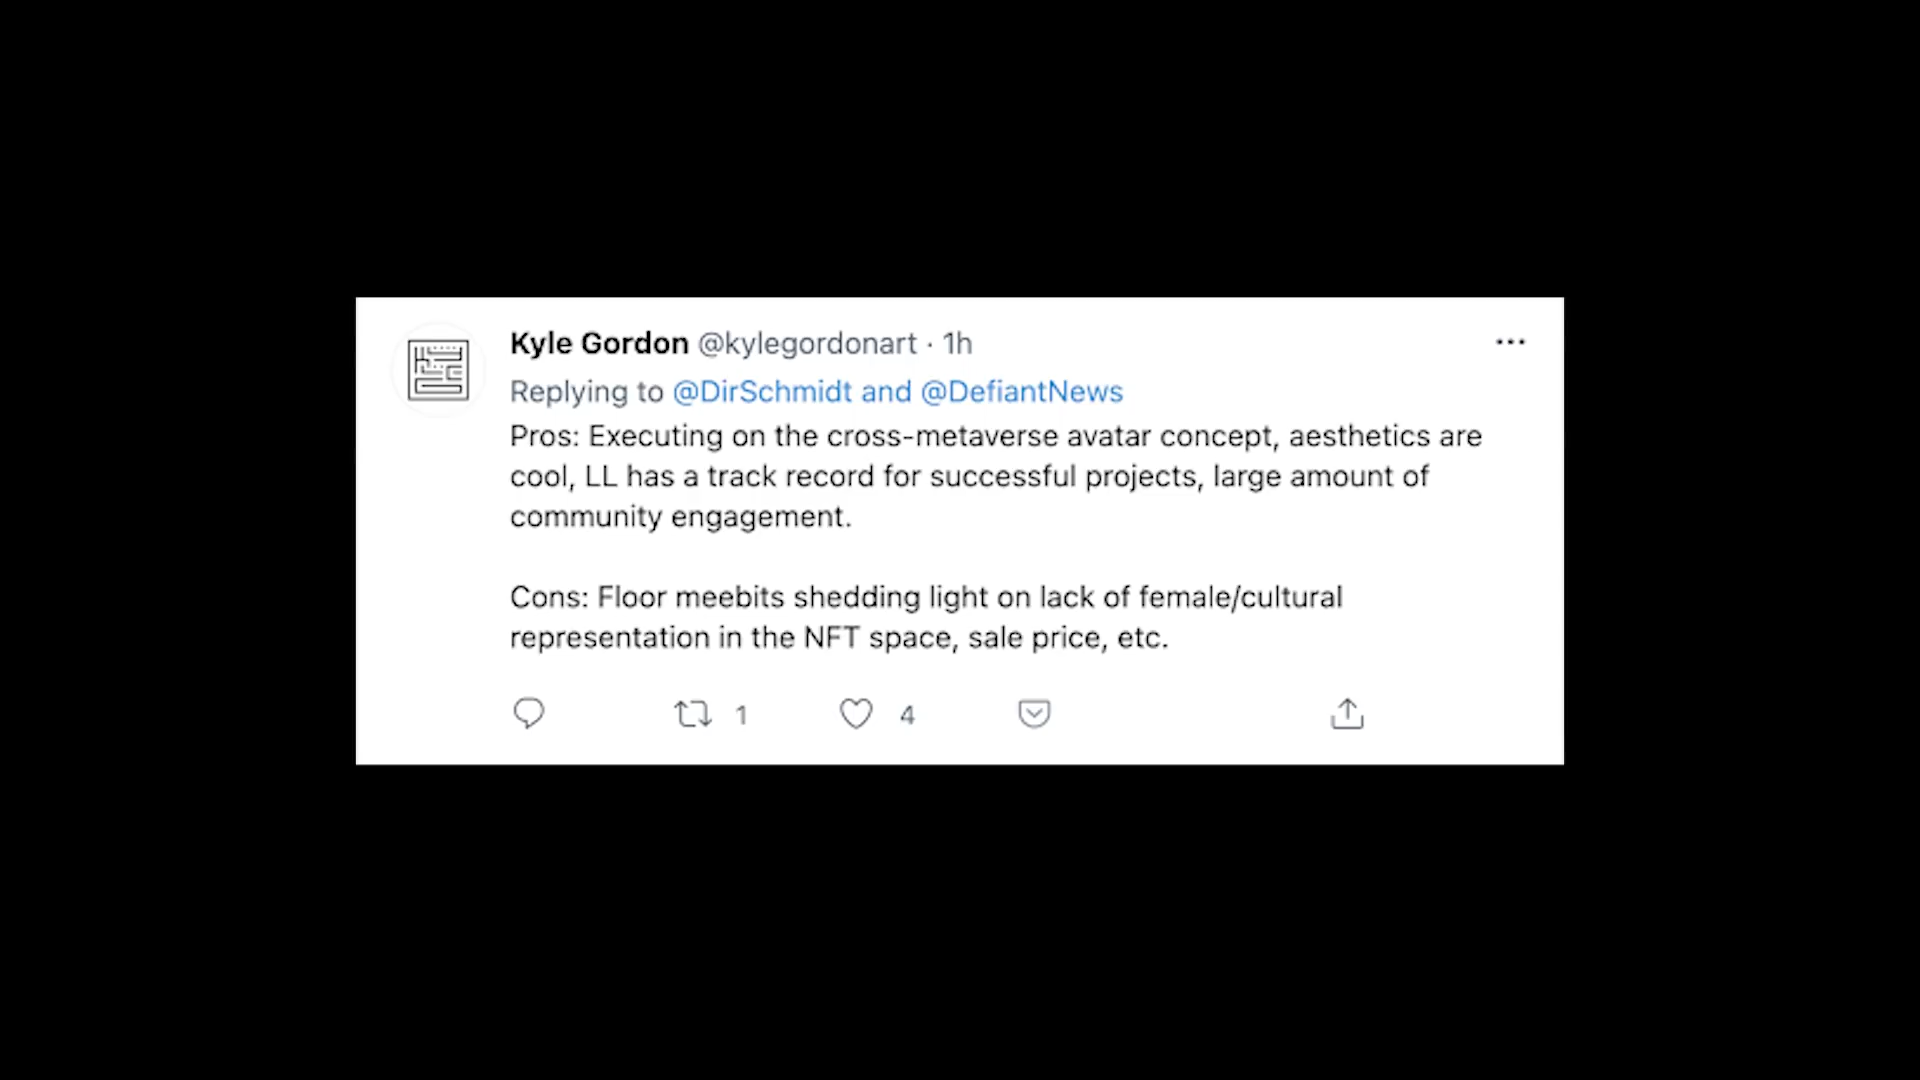 Kyle Gordon @kylegordonart · 1h
Replying to @DirSchmidt and @DefiantNews
Pros: Executing on the cross-metaverse avatar concept, aesthetics are
cool, LL has a track record for successful projects, large amount of
community engagement.
Cons: Floor meebits shedding light on lack of female/cultural
representation in the NFT space, sale price, etc.
1 4